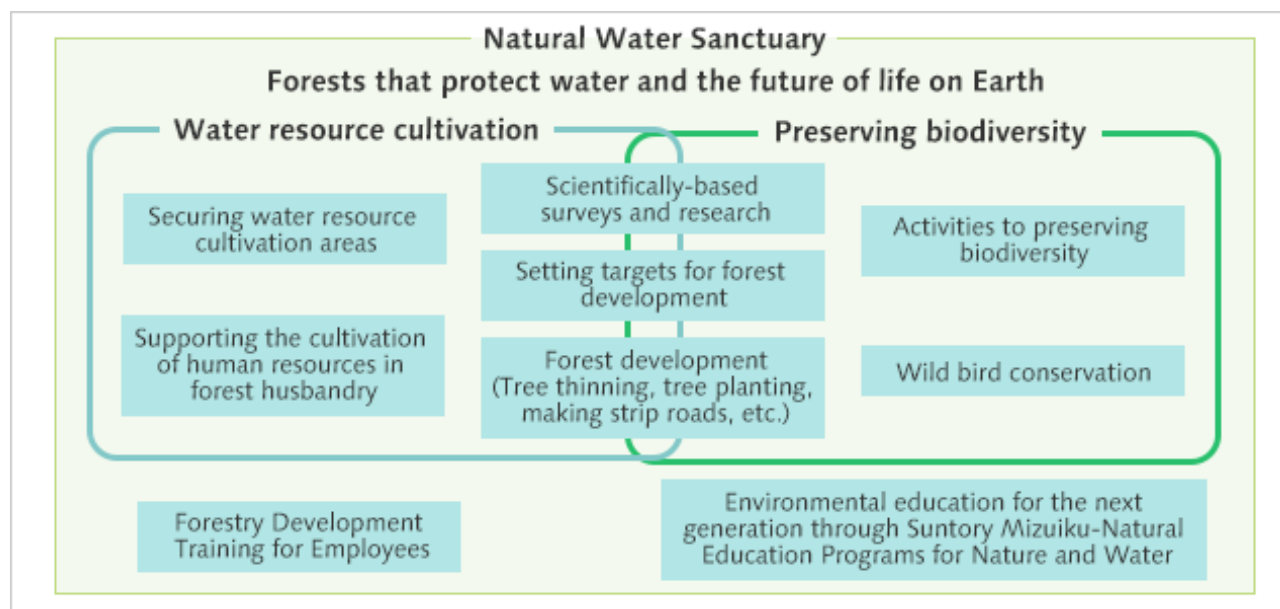 Natural Water Sanctuary
Forests that protect water and the future of life on Earth
Water resource cultivation
Preserving biodiversity
Securing water resource
cultivation areas
Supporting the cultivation
of human resources in
forest husbandry
Scientifically-based
surveys and research
Setting targets for forest
development
Forest development
(Tree thinning, tree planting,
making strip roads, etc.)
Activities to preserving
biodiversity
Wild bird conservation
Forestry Development
Training for Employees
Environmental education for the next
generation through Suntory Mizuiku-Natural
Education Programs for Nature and Water